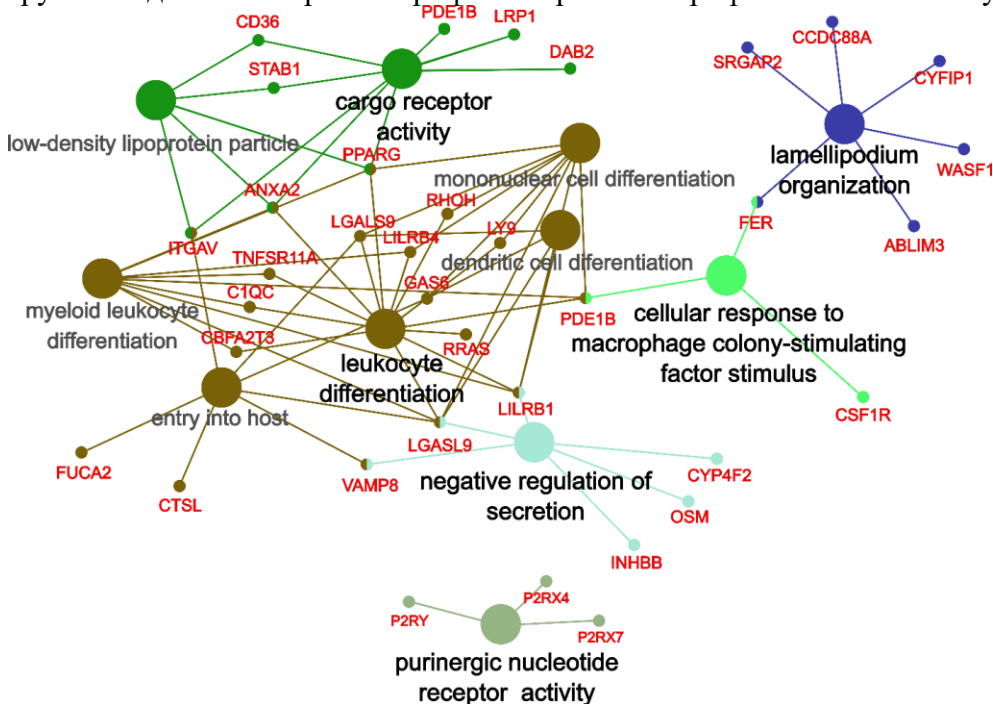 PDE1B
LRP1
CD36
CCDC88A
STAB1
DAB2
SRGAP2
CYFIP1
cargo receptor
activity
low-density lipoprotein particle
PPARG
lamellipodium
organization
WASF1
mononuclear cell differentiation
ANXA2
RHOH
LGALS9
LY9
FER
ITGAV
LILRB4
ABLIM3
TNFSR11A
dendritic cell diferentiation
GAS6
C1QC
myeloid leukocyte
differentiation
PDE1B
cellular response to
macrophage colony-stimulating
factor stimulus
CBFA2T3
RRAS
leukocyte
differentiation
CSF1R
LILRB1
entry into host
LGASL9
FUCA2
VAMP8
CTSL
negative regulation of
secretion
CYP4F2
OSM
INHBB
P2RX4
P2RY
P2RX7
purinergic nucleotide
receptor activity